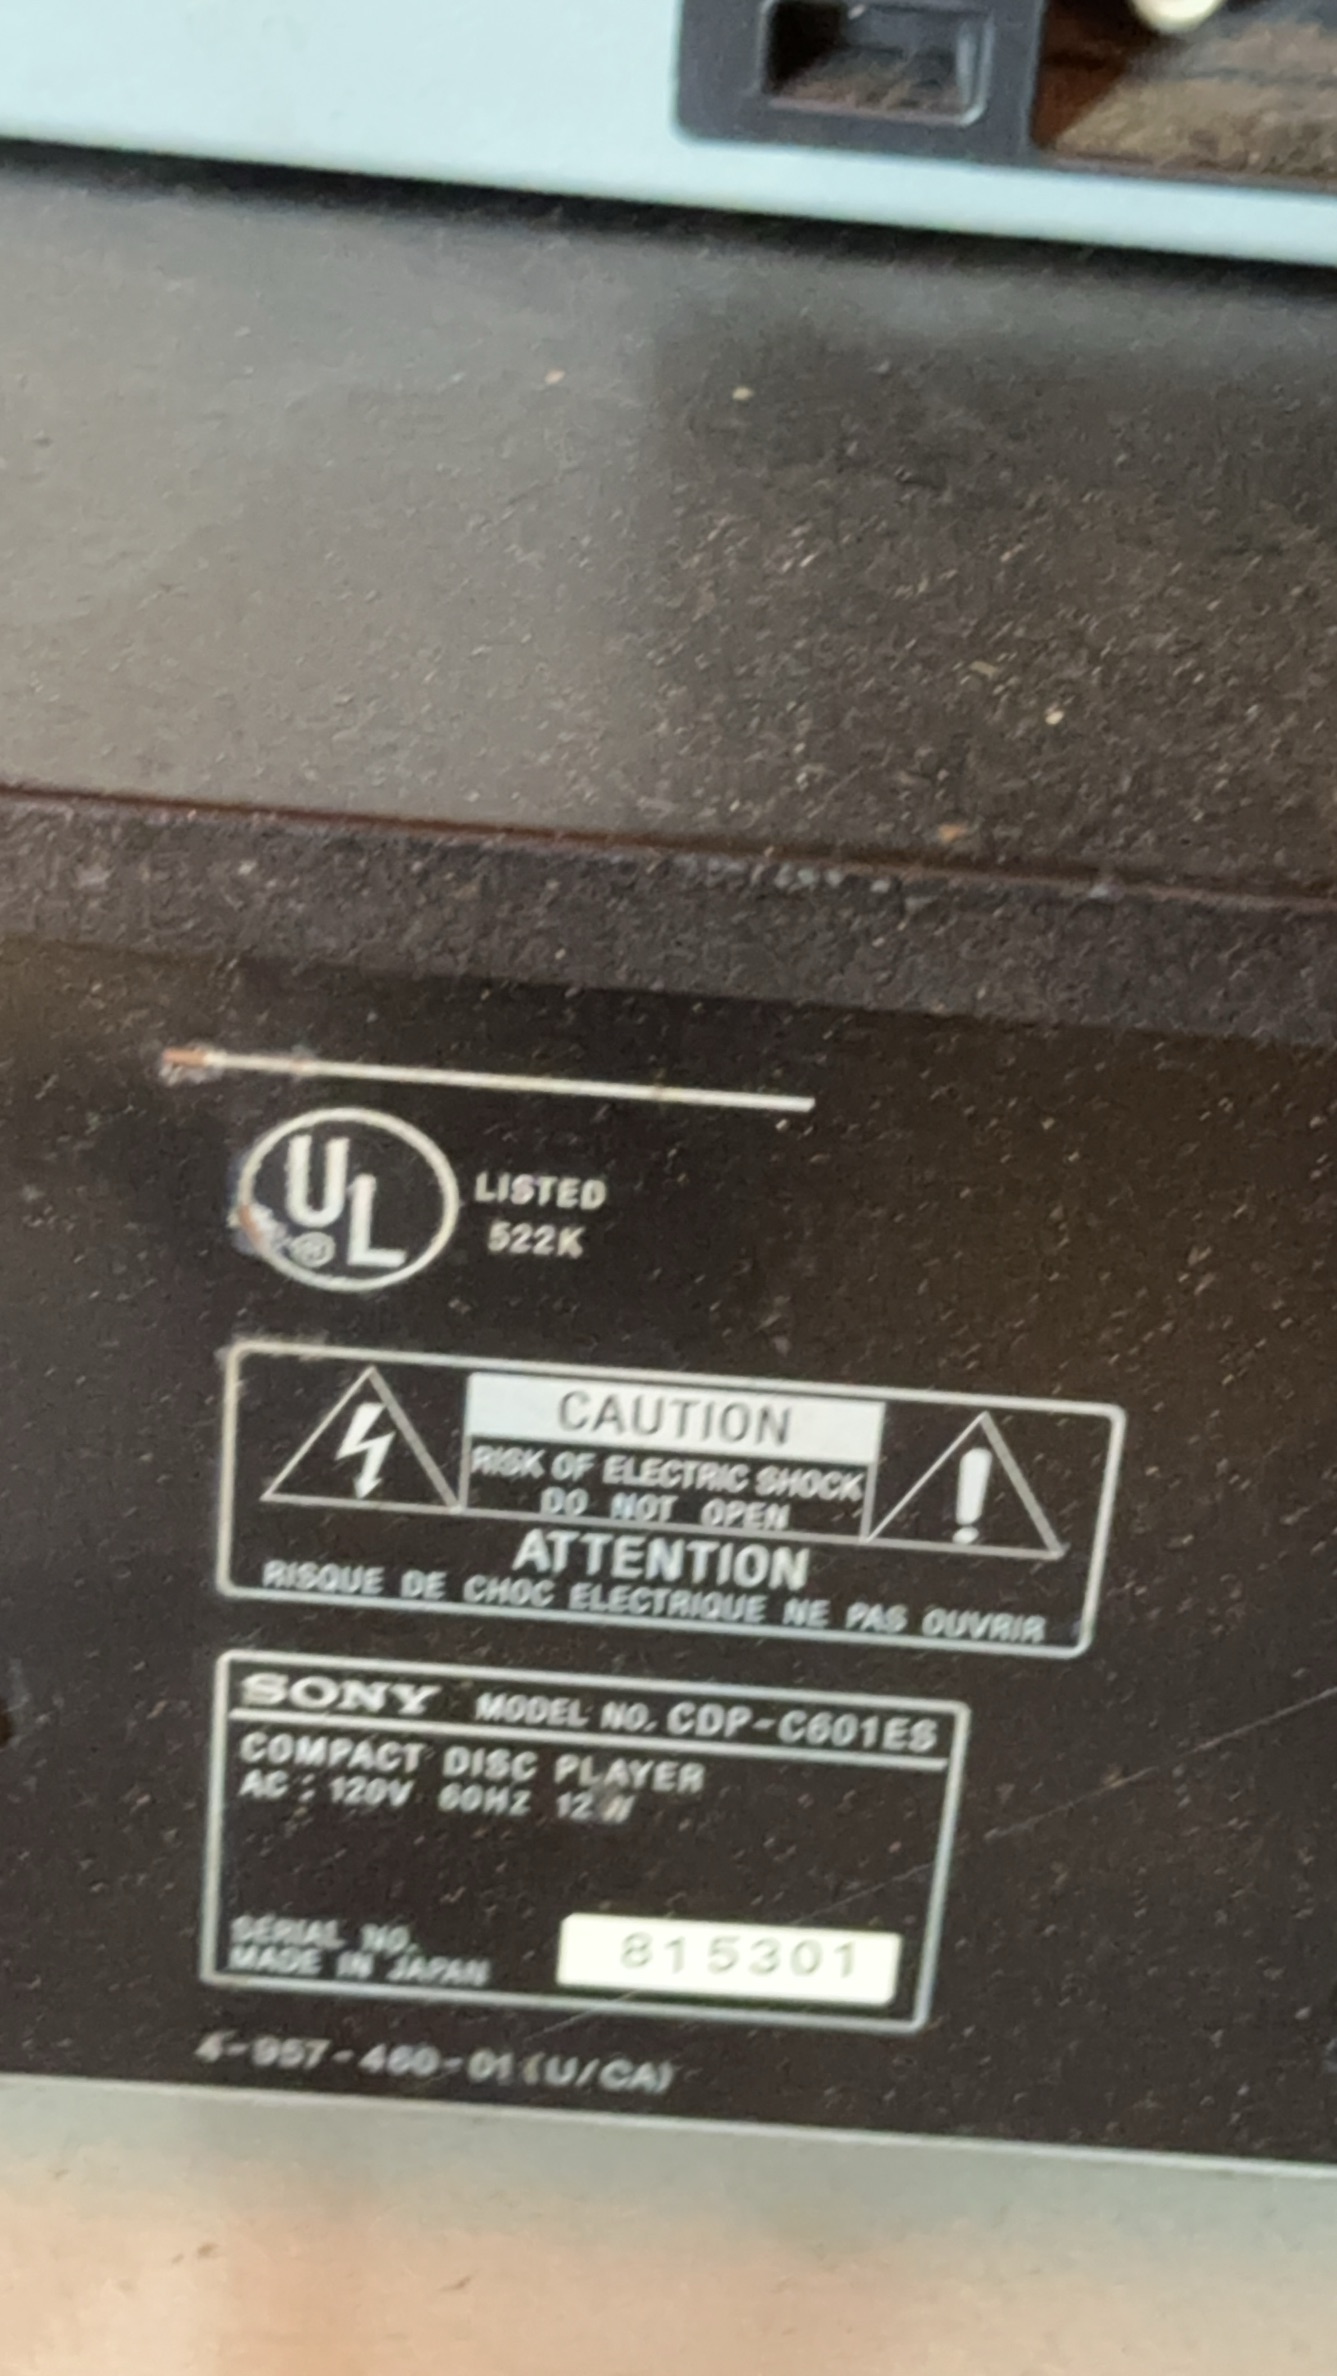 UL
®
LISTED
522K
CAUTION
RISK OF ELECTRIC SHOCK
DO NOT OPEN
ATTENTION
RISQUE DE CHOC ELECTRIQUE NE PAS OUVRIR
SONY MODEL NO. CDP-C601ES
COMPACT DISC PLAYER
AC : 120V 60HZ 12 W
SERIAL NO. 815301
MADE IN JAPAN
4-957-460-01(U/CA)